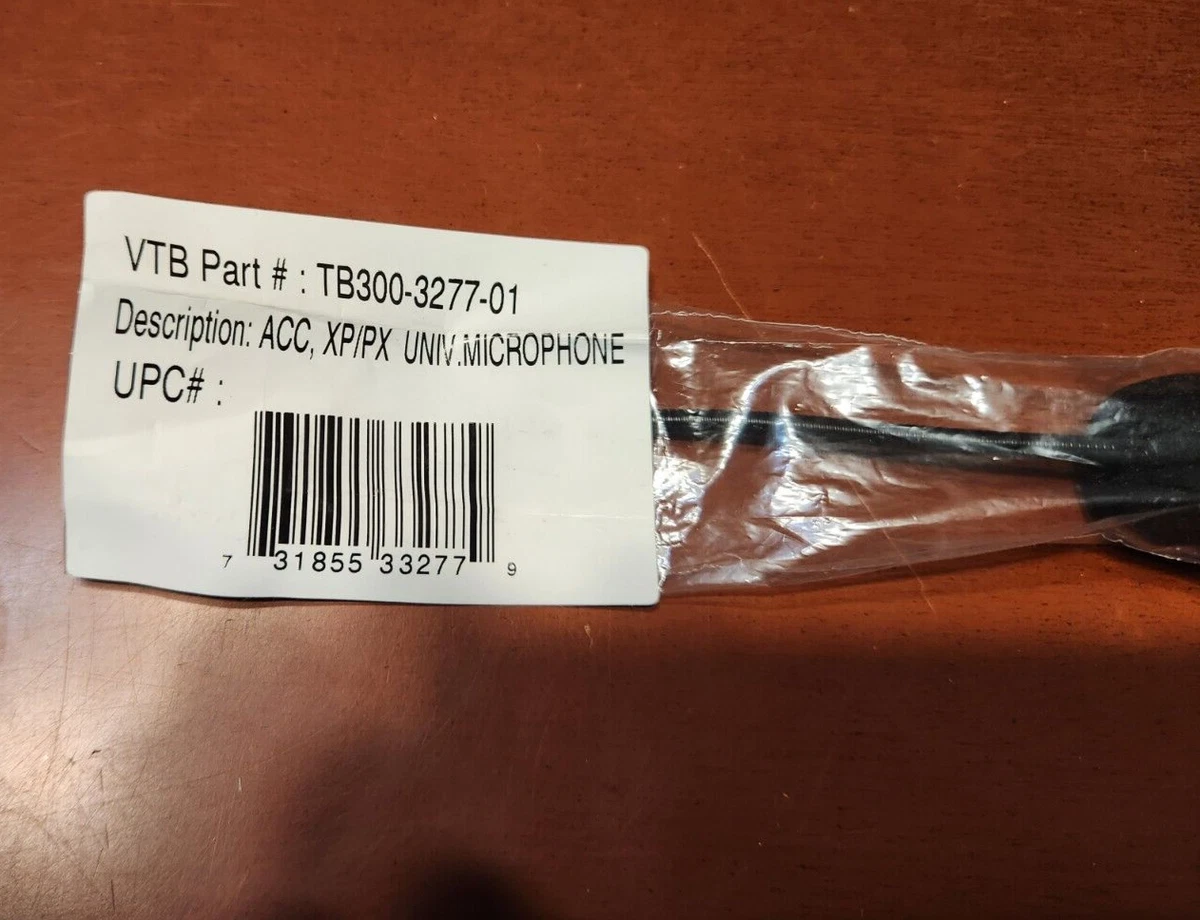 VTB Part # : TB300-3277-01
Description: ACC, XP/PX UNIV.MICROPHONE
UPC# :
7 31855 33277 9